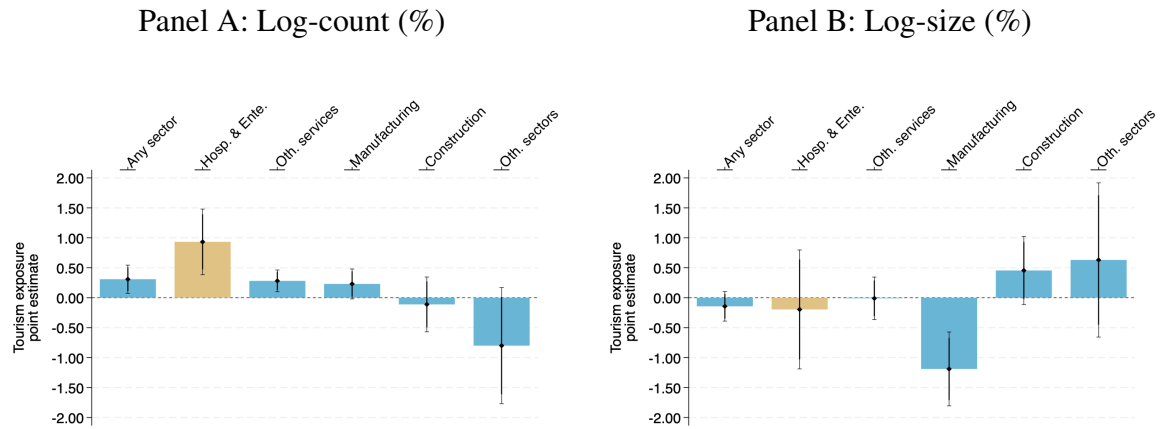 Panel A: Log-count (%)
Any sector
Hosp. & Ente.
Oth. services
Manufacturing
Construction
Oth. sectors
Tourism exposure
point estimate
2.00
1.50
1.00
0.50
0.00
-0.50
-1.00
-1.50
-2.00
Panel B: Log-size (%)
Any sector
Hosp. & Ente.
Oth. services
Manufacturing
Construction
Oth. sectors
Tourism exposure
point estimate
2.00
1.50
1.00
0.50
0.00
-0.50
-1.00
-1.50
-2.00